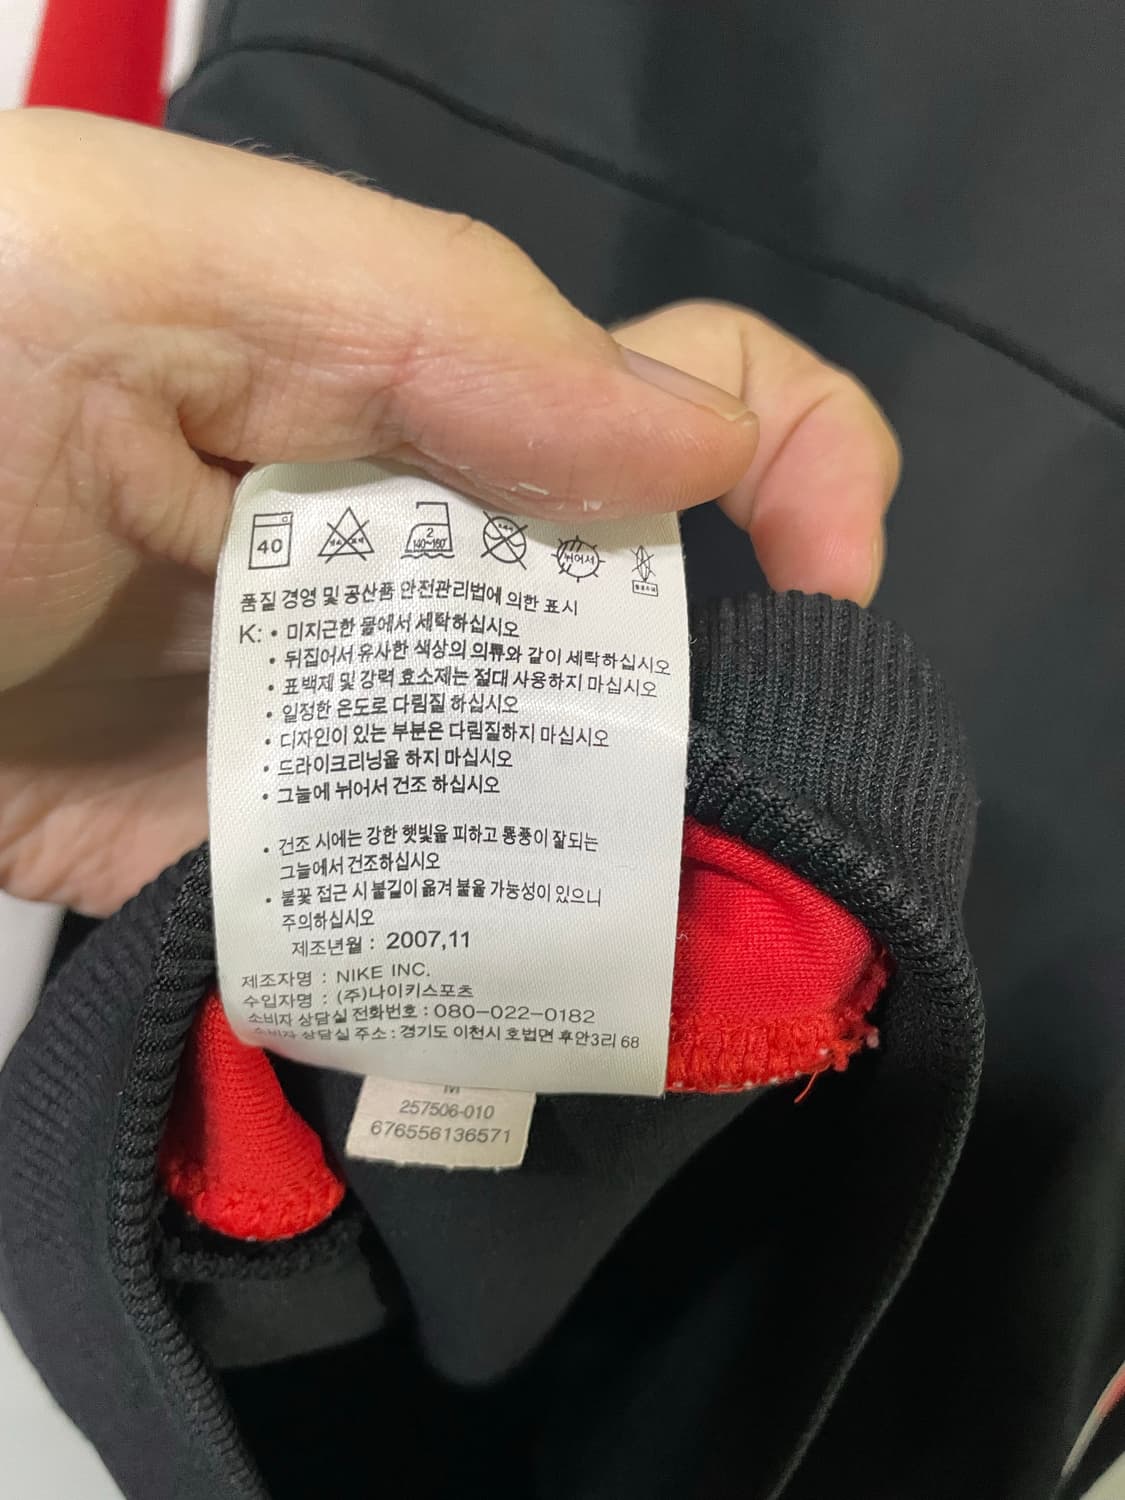 40
2
140~160℃
뉘어서
품질 경영 및 공산품 안전관리법에 의한 표시
K: • 미지근한 물에서 세탁하십시오
• 뒤집어서 유사한 색상의 의류와 같이 세탁하십시오
• 표백제 및 강력 효소제는 절대 사용하지 마십시오
• 일정한 온도로 다림질 하십시오
• 디자인이 있는 부분은 다림질하지 마십시오
• 드라이크리닝을 하지 마십시오
• 그늘에 뉘어서 건조 하십시오
• 건조 시에는 강한 햇빛을 피하고 통풍이 잘되는
그늘에서 건조하십시오
• 불꽃 접근 시 불길이 옮겨 붙을 가능성이 있으니
주의하십시오
제조년월 : 2007,11
제조자명 : NIKE INC.
수입자명 : (주)나이키스포츠
소비자 상담실 전화번호 : 080-022-0182
소비자 상담실 주소 : 경기도 이천시 호법면 후안3리 68
M
257506-010
676556136571